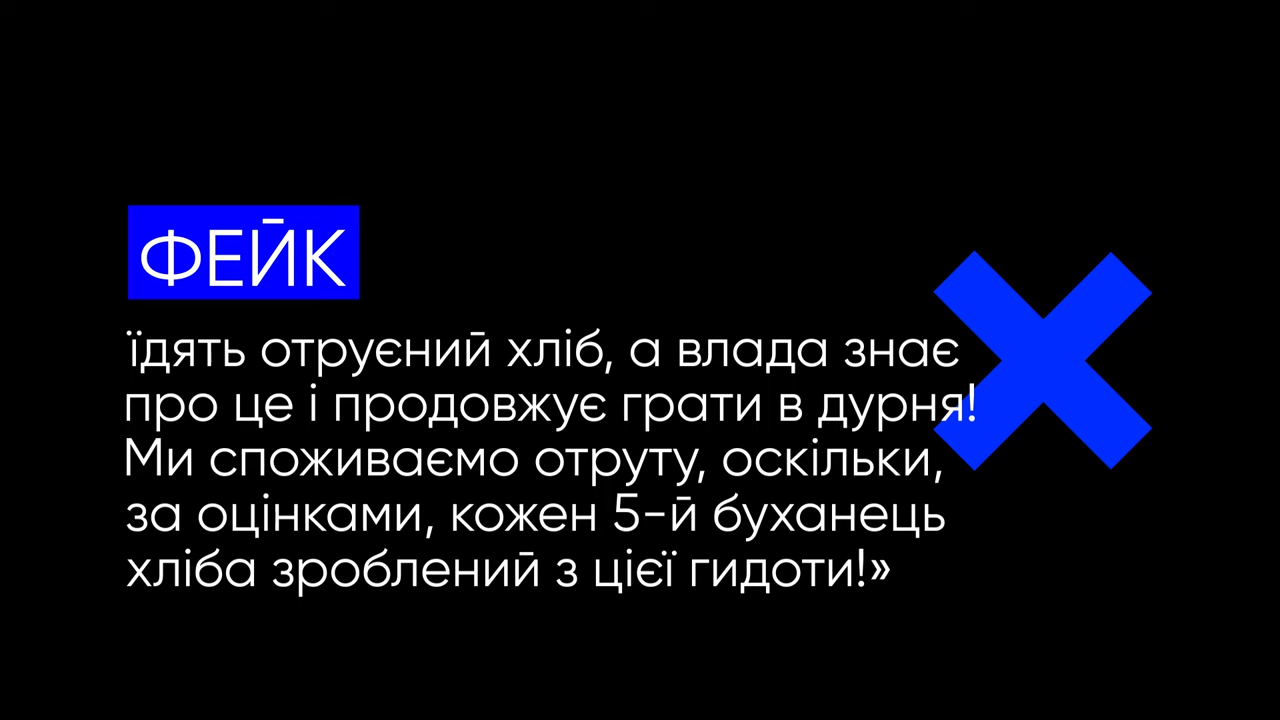 ФЕЙК
їдять отруєний хліб, а влада знає
про це і продовжує грати в дурня!
Ми споживаємо отруту, оскільки,
за оцінками, кожен 5-й буханець
хліба зроблений з цієї гидоти!»